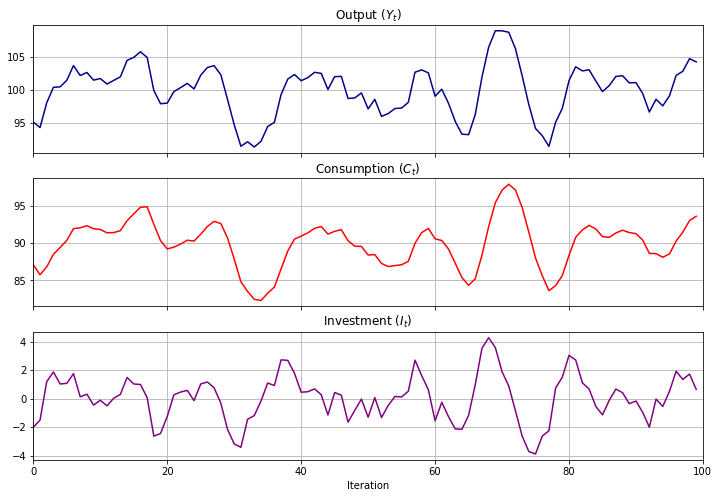 Output (Yt)
105
100
95
Consumption (Ct)
95
90
85
Investment (It)
4
2
0
−2
−4
0 20 40 60 80 100
Iteration